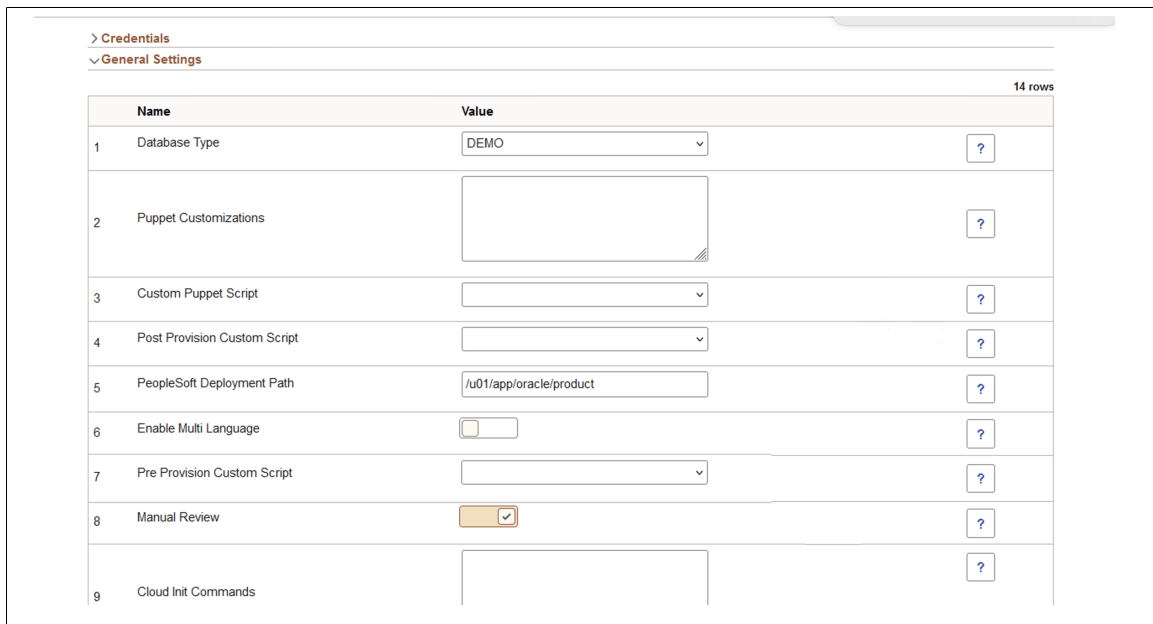 Credentials
General Settings
14 rows
Name Value
1 Database Type DEMO ?
2 Puppet Customizations ?
3 Custom Puppet Script ?
4 Post Provision Custom Script ?
5 PeopleSoft Deployment Path /u01/app/oracle/product ?
6 Enable Multi Language ?
7 Pre Provision Custom Script ?
8 Manual Review ?
9 Cloud Init Commands ?